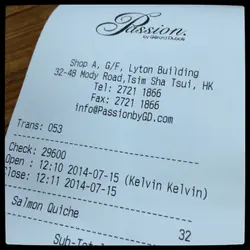 Passion.
by Gérard Dubois
Shop A, G/F, Lyton Building
32-48 Mody Road,Tsim Sha Tsui, HK
Tel: 2721 1866
Fax: 2721 1866
info@PassionbyGD.com
Trans: 053
Check: 29600
Open : 12:10 2014-07-15 (Kelvin Kelvin)
Close: 12:11 2014-07-15
Salmon Quiche 32
Sub-Total